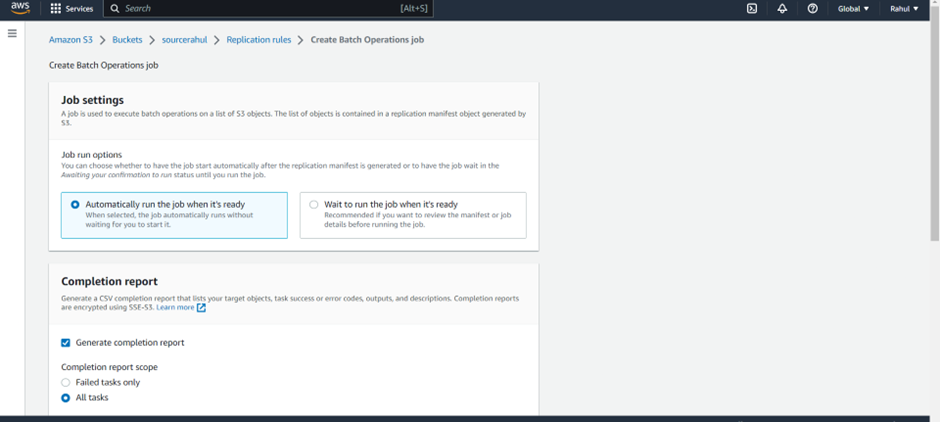 aws Services Search [Alt+S] Global Rahul
Amazon S3 > Buckets > sourcerahul > Replication rules > Create Batch Operations job
Create Batch Operations job
Job settings
A job is used to execute batch operations on a list of S3 objects. The list of objects is contained in a replication manifest object generated by
S3.
Job run options
You can choose whether to have the job start automatically after the replication manifest is generated or to have the job wait in the
Awaiting your confirmation to run status until you run the job.
Automatically run the job when it's ready
When selected, the job automatically runs without
waiting for you to start it.
Wait to run the job when it's ready
Recommended if you want to review the manifest or job
details before running the job.
Completion report
Generate a CSV completion report that lists your target objects, task success or error codes, outputs, and descriptions. Completion reports
are encrypted using SSE-S3. Learn more
Generate completion report
Completion report scope
Failed tasks only
All tasks